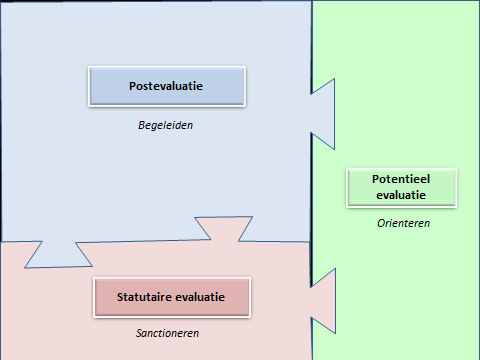 Postevaluatie
Begeleiden
Potentieel
evaluatie
Orienteren
Statutaire evaluatie
Sanctioneren